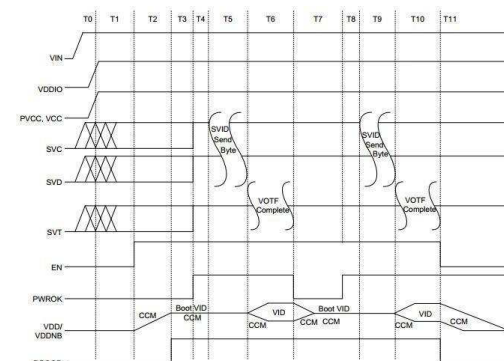 T0 T1 T2 T3 T4 T5 T6 T7 T8 T9 T10 T11
VIN
VDDIO
PVCC, VCC
SVC
SVID Send Byte
SVID Send Byte
SVD
VOTF Complete
VOTF Complete
SVT
EN
PWROK
VDD/
VDDNB
CCM
Boot VID
CCM
VID
CCM
CCM
Boot VID
CCM
VID
CCM
CCM